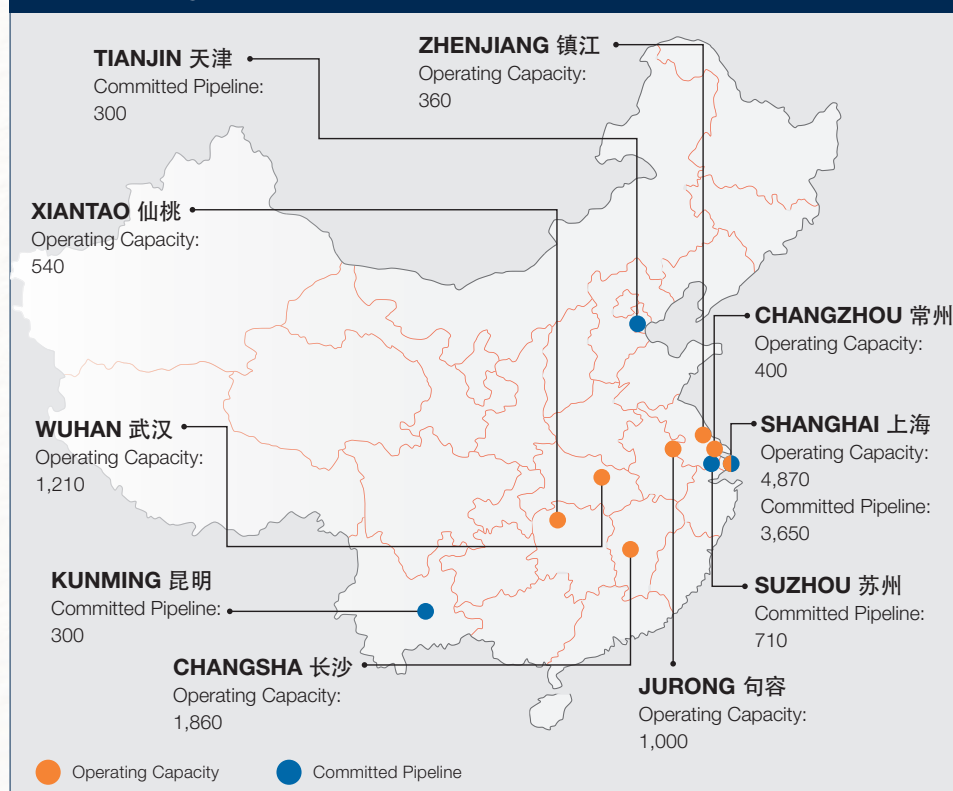 TIANJIN 天津
Committed Pipeline:
300
ZHENJIANG 镇江
Operating Capacity:
360
XIANTAO 仙桃
Operating Capacity:
540
CHANGZHOU 常州
Operating Capacity:
400
WUHAN 武汉
Operating Capacity:
1,210
SHANGHAI 上海
Operating Capacity:
4,870
Committed Pipeline:
3,650
KUNMING 昆明
Committed Pipeline:
300
SUZHOU 苏州
Committed Pipeline:
710
CHANGSHA 长沙
Operating Capacity:
1,860
JURONG 句容
Operating Capacity:
1,000
Operating Capacity
Committed Pipeline